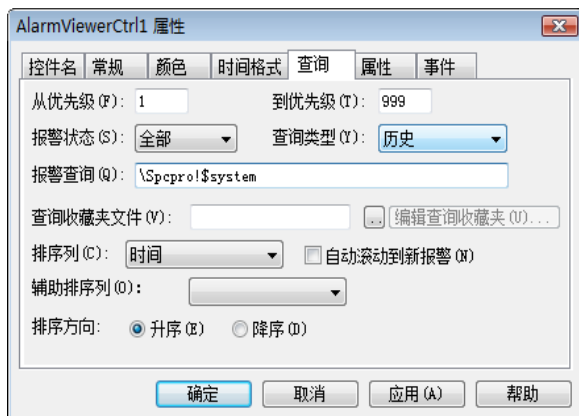 AlarmViewerCtrl1 属性
控件名 常规 颜色 时间格式 查询 属性 事件
从优先级(F): 1 到优先级(T): 999
报警状态(S): 全部 查询类型(Y): 历史
报警查询(Q): \Spcpro!$system
查询收藏夹文件(V): .. 编辑查询收藏夹(U)...
排序列(C): 时间 自动滚动到新报警(N)
辅助排序列(O):
排序方向: 升序(E) 降序(D)
确定 取消 应用(A) 帮助